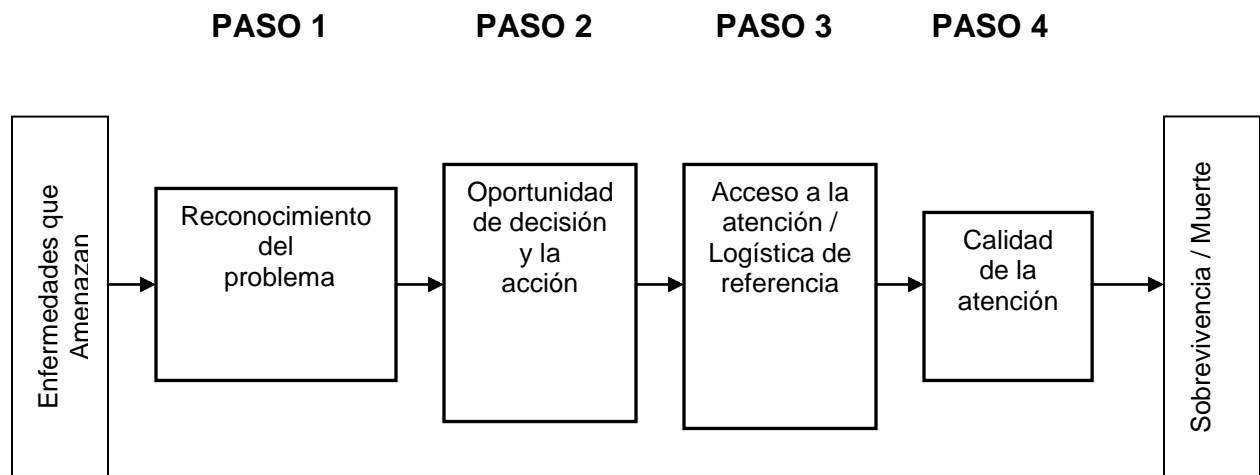 PASO 1 PASO 2 PASO 3 PASO 4
Enfermedades que
Amenazan
Reconocimiento
del
problema
Oportunidad
de decisión
y la
acción
Acceso a la
atención /
Logística de
referencia
Calidad
de la
atención
Sobrevivencia / Muerte